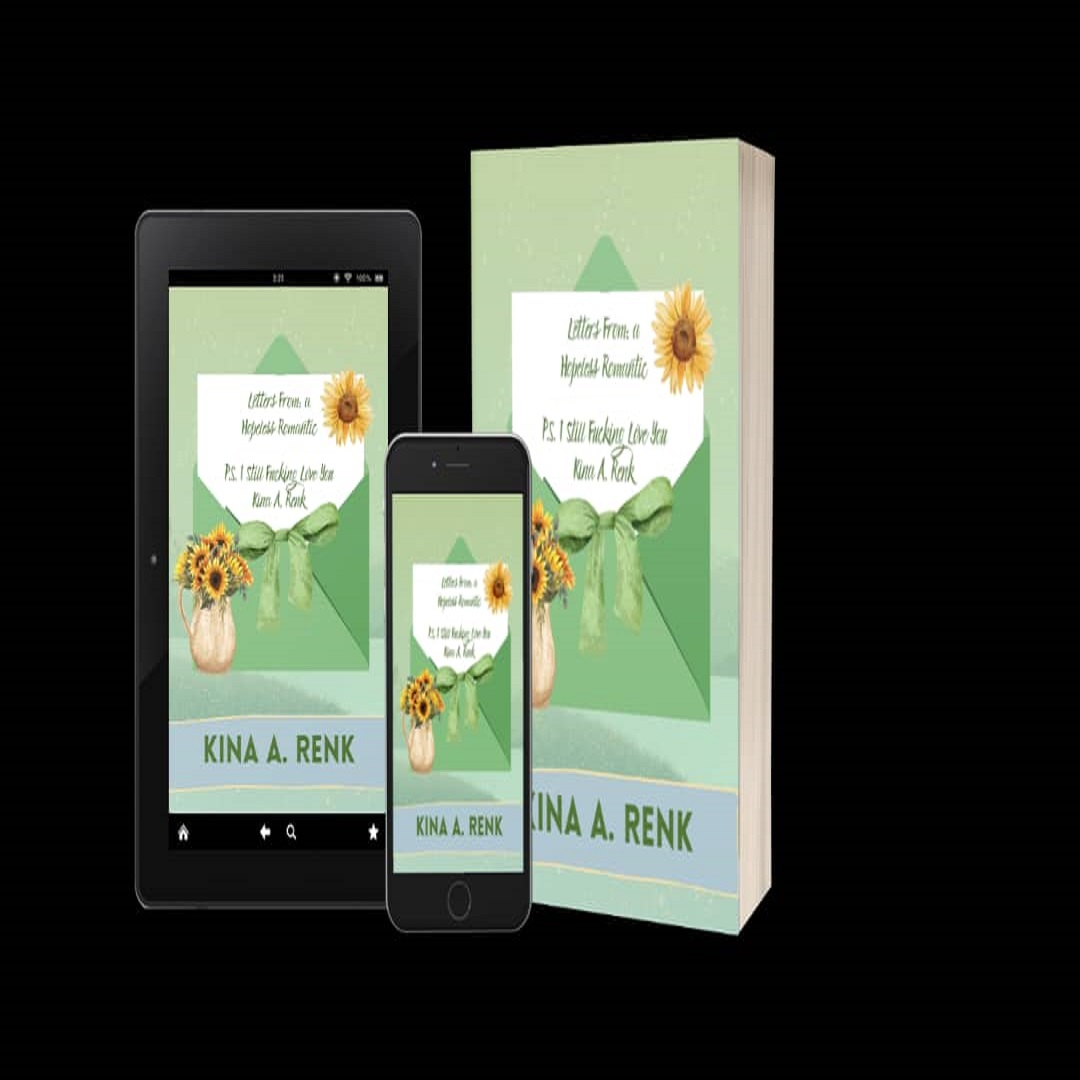 3:21
100%
Letters From: a
Hopeless Romantic
P.S. I Still Fucking Love You
Kina A. Renk
KINA A. RENK
Letters From: a
Hopeless Romantic
P.S. I Still Fucking Love You
Kina A. Renk
KINA A. RENK
Letters From: a
Hopeless Romantic
P.S. I Still Fucking Love You
Kina A. Renk
KINA A. RENK